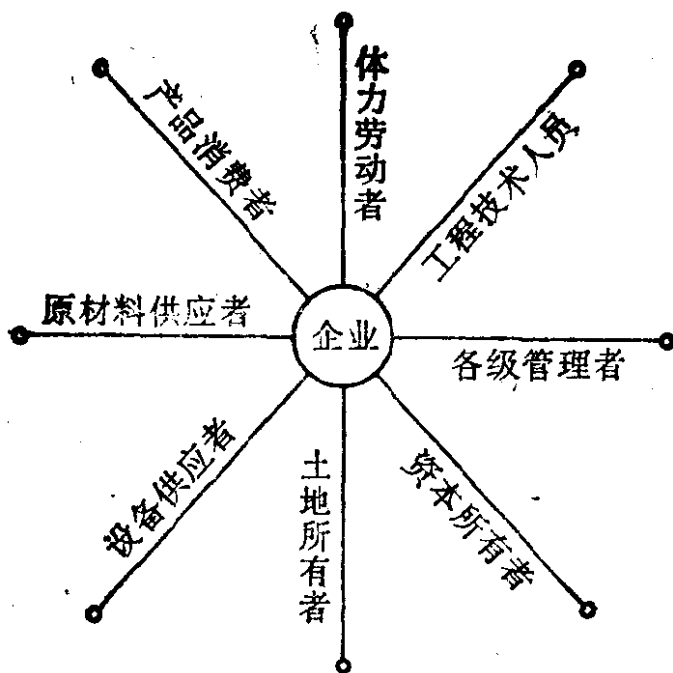 体力劳动者
产品消费者
工程技术人员
原材料供应者
企业
各级管理者
设备供应者
土地所有者
资本所有者